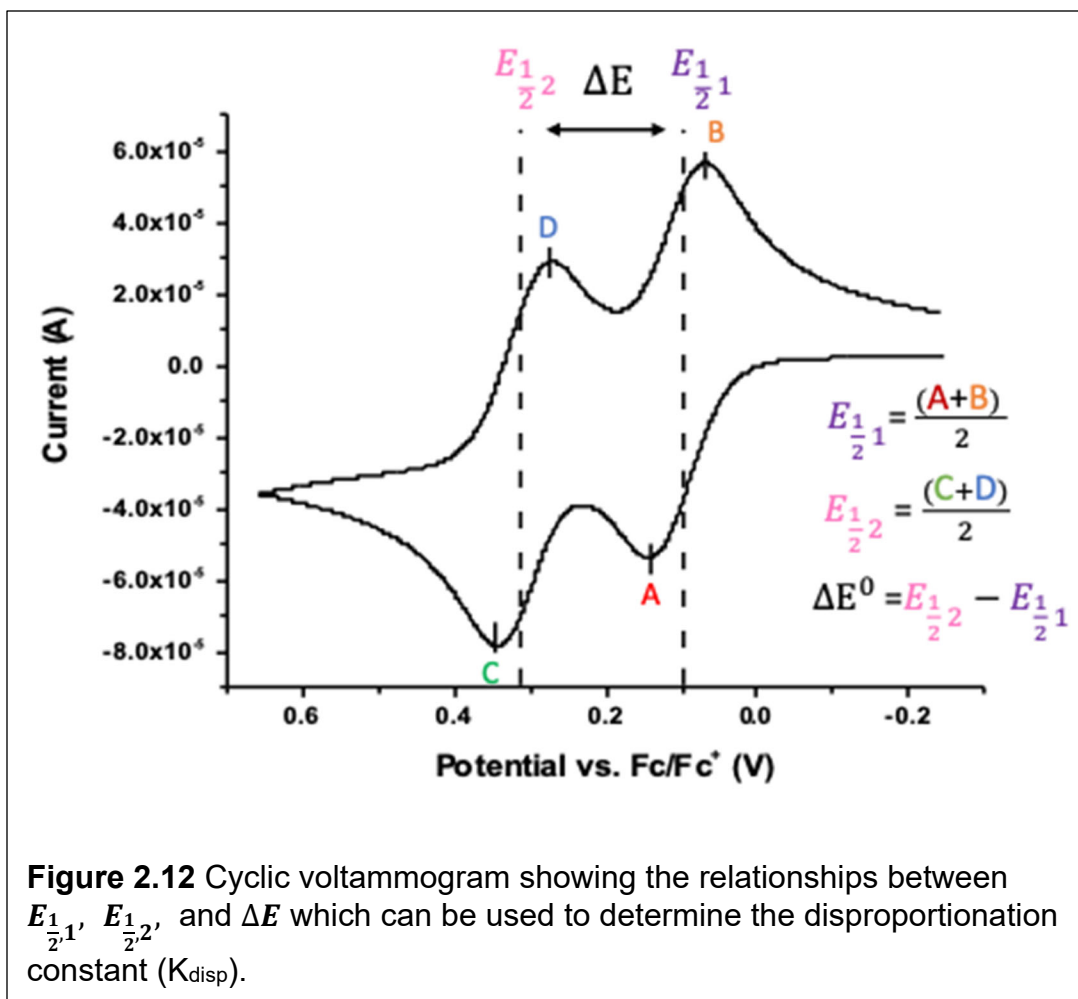 E½2 ΔE E½1
B
6.0x10⁻⁵
4.0x10⁻⁵
D
2.0x10⁻⁵
0.0
-2.0x10⁻⁵
-4.0x10⁻⁵
-6.0x10⁻⁵
-8.0x10⁻⁵
Current (A)
A
C
E½1 = (A+B)/2
E½2 = (C+D)/2
ΔE⁰ =E½2 − E½1
0.6 0.4 0.2 0.0 -0.2
Potential vs. Fc/Fc⁺ (V)
Figure 2.12 Cyclic voltammogram showing the relationships between
E½,1, E½,2, and ΔE which can be used to determine the disproportionation
constant (Kdisp).